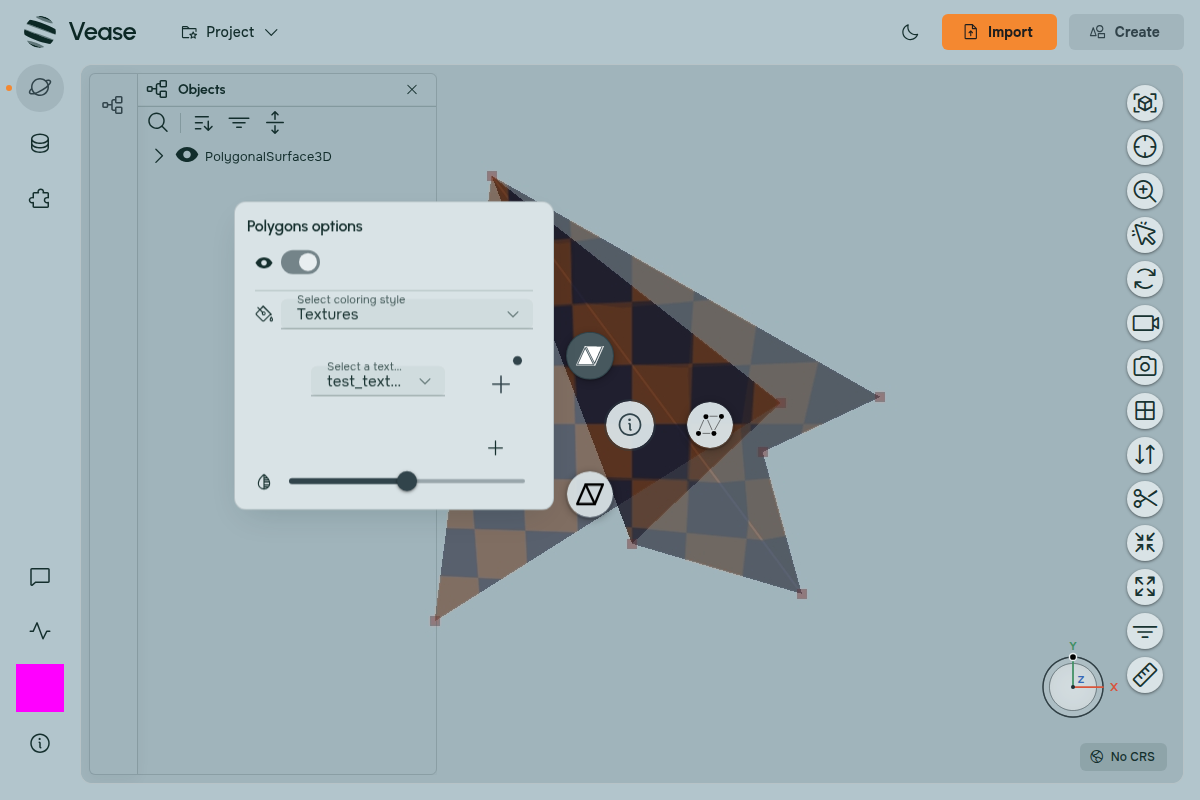 Vease
Project
Import
Create
Objects
PolygonalSurface3D
Polygons options
Select coloring style
Textures
Select a text...
test_text...
Y
Z
X
No CRS